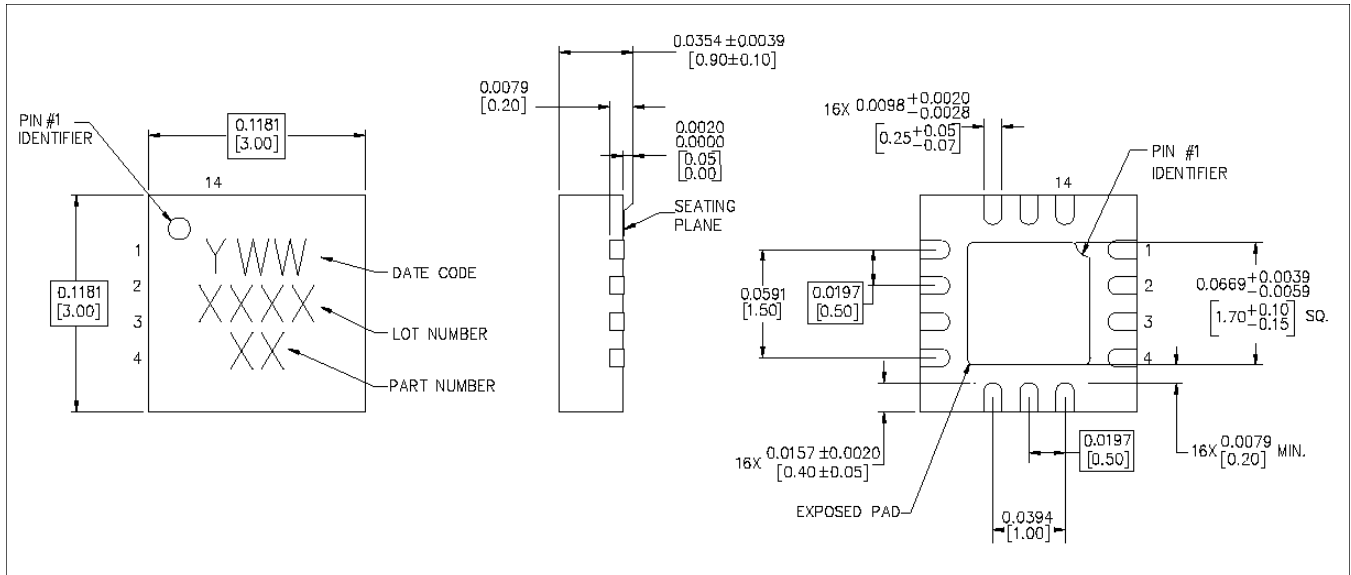 PIN #1
IDENTIFIER
0.1181
[3.00]
14
0.1181
[3.00]
1
2
3
4
Y WW
XXXX
XX
DATE CODE
LOT NUMBER
PART NUMBER
0.0354 ±0.0039
[0.90±0.10]
0.0079
[0.20]
0.0020
0.0000
[0.05]
[0.00]
SEATING
PLANE
16X 0.0098 +0.0020
-0.0028
[0.25 +0.05
-0.07]
14
PIN #1
IDENTIFIER
1
2
3
4
0.0591
[1.50]
0.0197
[0.50]
0.0669 +0.0039
-0.0059
[1.70 +0.10
-0.15] SQ.
16X 0.0157 ±0.0020
[0.40 ±0.05]
0.0197
[0.50]
16X 0.0079 MIN.
[0.20]
EXPOSED PAD
0.0394
[1.00]